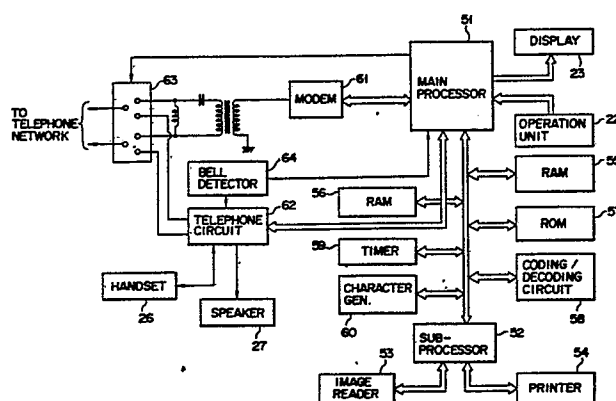 51
DISPLAY
23
MAIN
PROCESSOR
63
61
MODEM
TO
TELEPHONE
NETWORK
22
OPERATION
UNIT
64
BELL
DETECTOR
56
RAM
55
RAM
62
TELEPHONE
CIRCUIT
57
ROM
59
TIMER
CODING /
DECODING
CIRCUIT
58
HANDSET
26
SPEAKER
27
CHARACTER
GEN.
60
SUB-
PROCESSOR
52
53
IMAGE
READER
54
PRINTER